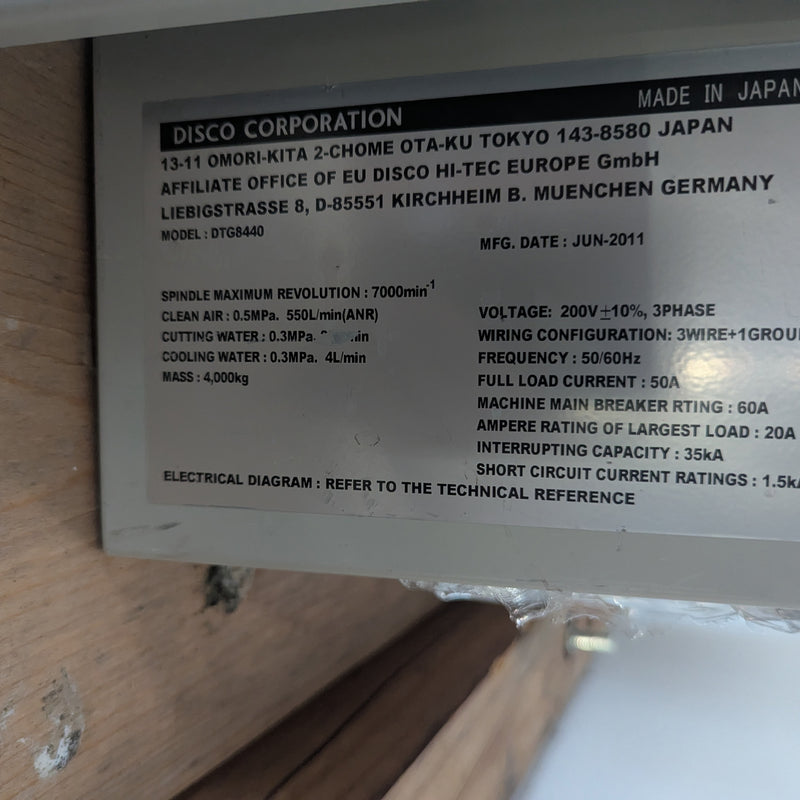 DISCO CORPORATION MADE IN JAPAN
13-11 OMORI-KITA 2-CHOME OTA-KU TOKYO 143-8580 JAPAN
AFFILIATE OFFICE OF EU DISCO HI-TEC EUROPE GmbH
LIEBIGSTRASSE 8, D-85551 KIRCHHEIM B. MUENCHEN GERMANY
MODEL : DTG8440
MFG. DATE : JUN-2011
SPINDLE MAXIMUM REVOLUTION : 7000min-1
CLEAN AIR : 0.5MPa. 550L/min(ANR)
CUTTING WATER : 0.3MPa.
COOLING WATER : 0.3MPa. 4L/min
MASS : 4,000kg
VOLTAGE: 200V±10%, 3PHASE
WIRING CONFIGURATION: 3WIRE+1GROU
FREQUENCY : 50/60Hz
FULL LOAD CURRENT : 50A
MACHINE MAIN BREAKER RTING : 60A
AMPERE RATING OF LARGEST LOAD : 20A
INTERRUPTING CAPACITY : 35kA
SHORT CIRCUIT CURRENT RATINGS : 1.5kA
ELECTRICAL DIAGRAM : REFER TO THE TECHNICAL REFERENCE